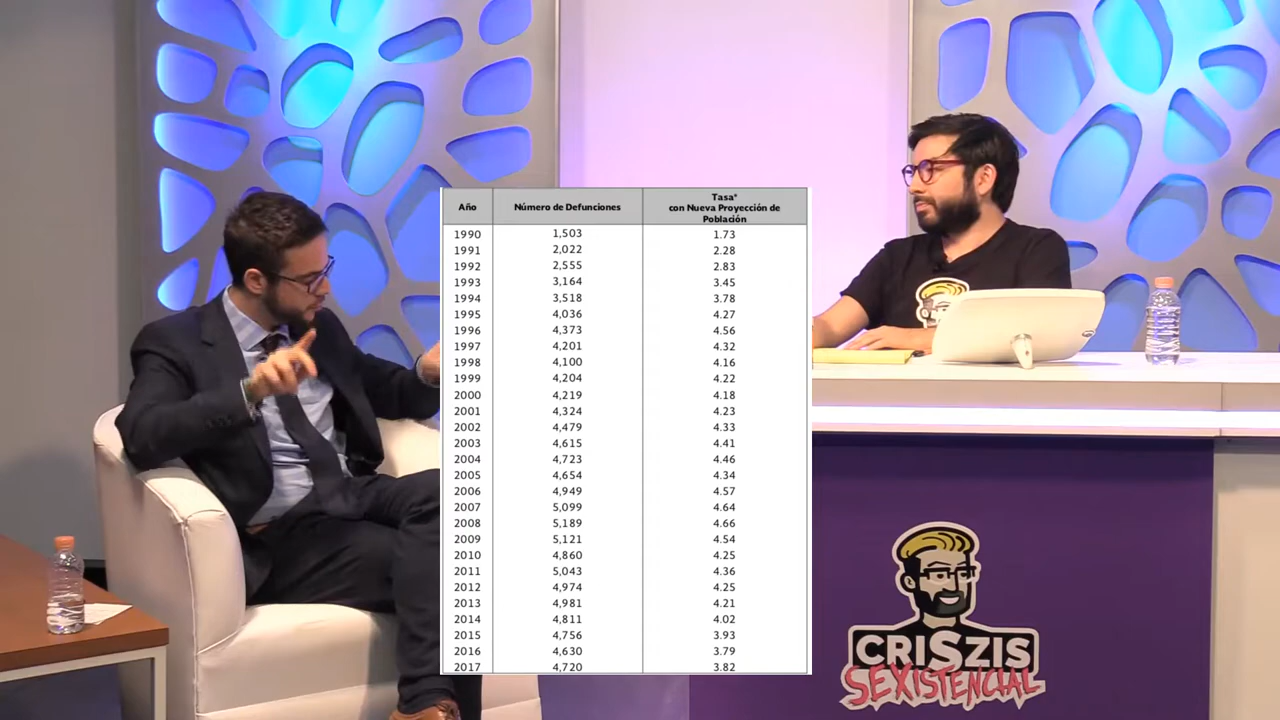 Año Número de Defunciones Tasa*
con Nueva Proyección de
Población
1990 1,503 1.73
1991 2,022 2.28
1992 2,555 2.83
1993 3,164 3.45
1994 3,518 3.78
1995 4,036 4.27
1996 4,373 4.56
1997 4,201 4.32
1998 4,100 4.16
1999 4,204 4.22
2000 4,219 4.18
2001 4,324 4.23
2002 4,479 4.33
2003 4,615 4.41
2004 4,723 4.46
2005 4,654 4.34
2006 4,949 4.57
2007 5,099 4.64
2008 5,189 4.66
2009 5,121 4.54
2010 4,860 4.25
2011 5,043 4.36
2012 4,974 4.25
2013 4,981 4.21
2014 4,811 4.02
2015 4,756 3.93
2016 4,630 3.79
2017 4,720 3.82
CRISZIS
SEXISTENCIAL